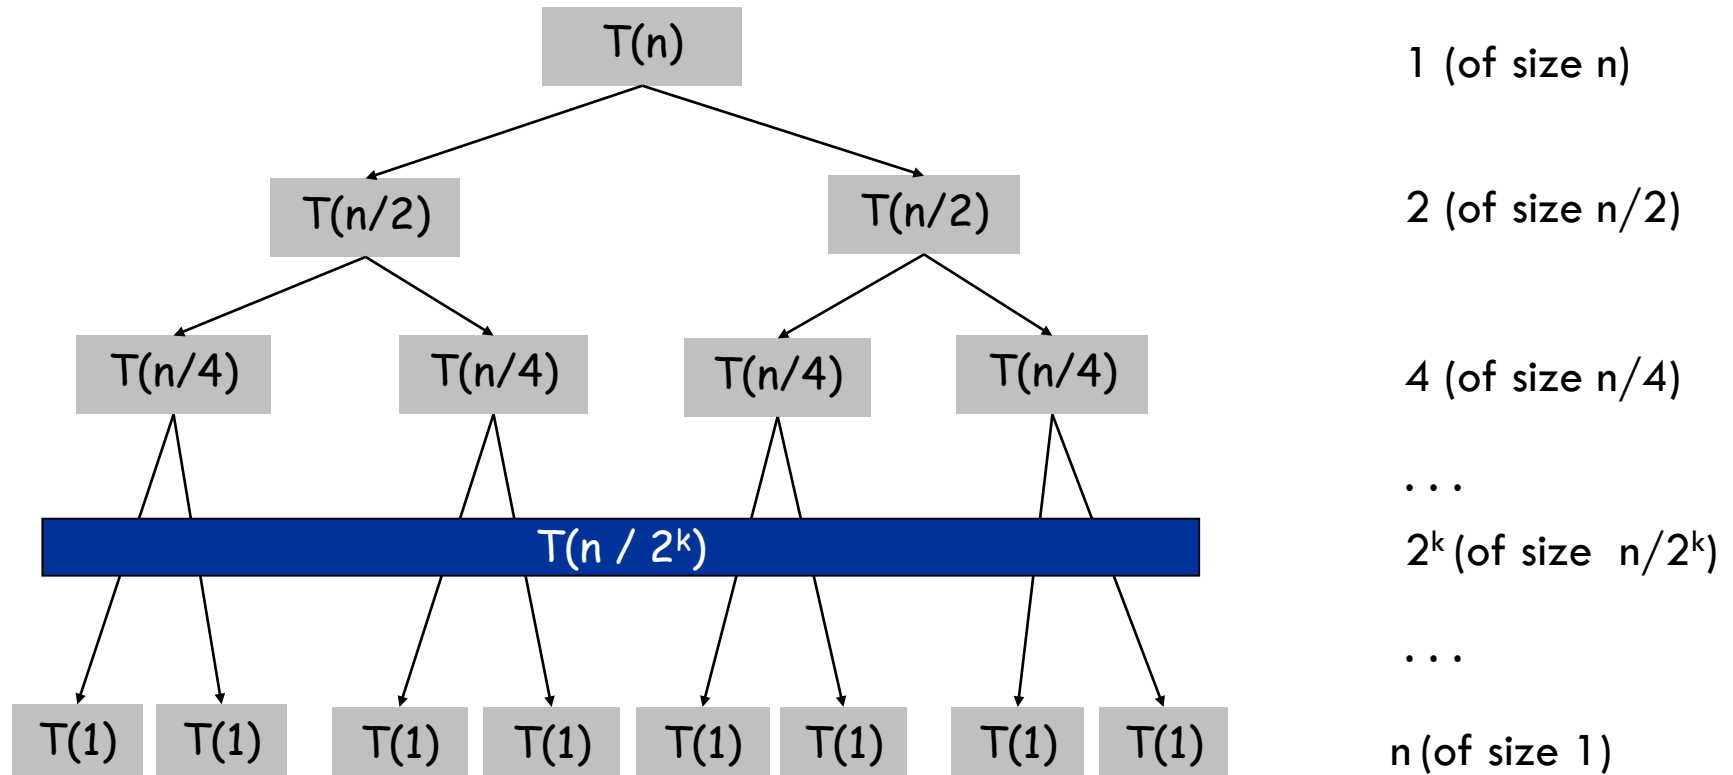 T(n)
1 (of size n)
T(n/2) T(n/2)
2 (of size n/2)
T(n/4) T(n/4) T(n/4) T(n/4)
4 (of size n/4)
. . .
T(n / 2ᵏ)
2ᵏ (of size n/2ᵏ)
. . .
T(1) T(1) T(1) T(1) T(1) T(1) T(1) T(1)
n (of size 1)